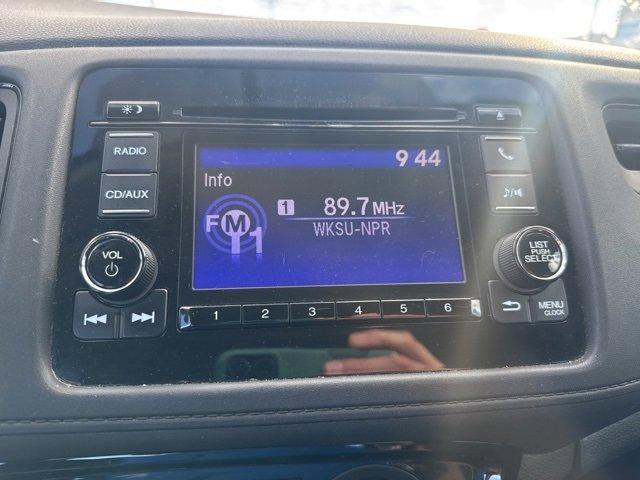 RADIO
CD/AUX
VOL
9 44
Info
FM1
1 89.7 MHz
WKSU-NPR
LIST
PUSH
SELECT
MENU
CLOCK
1 2 3 4 5 6